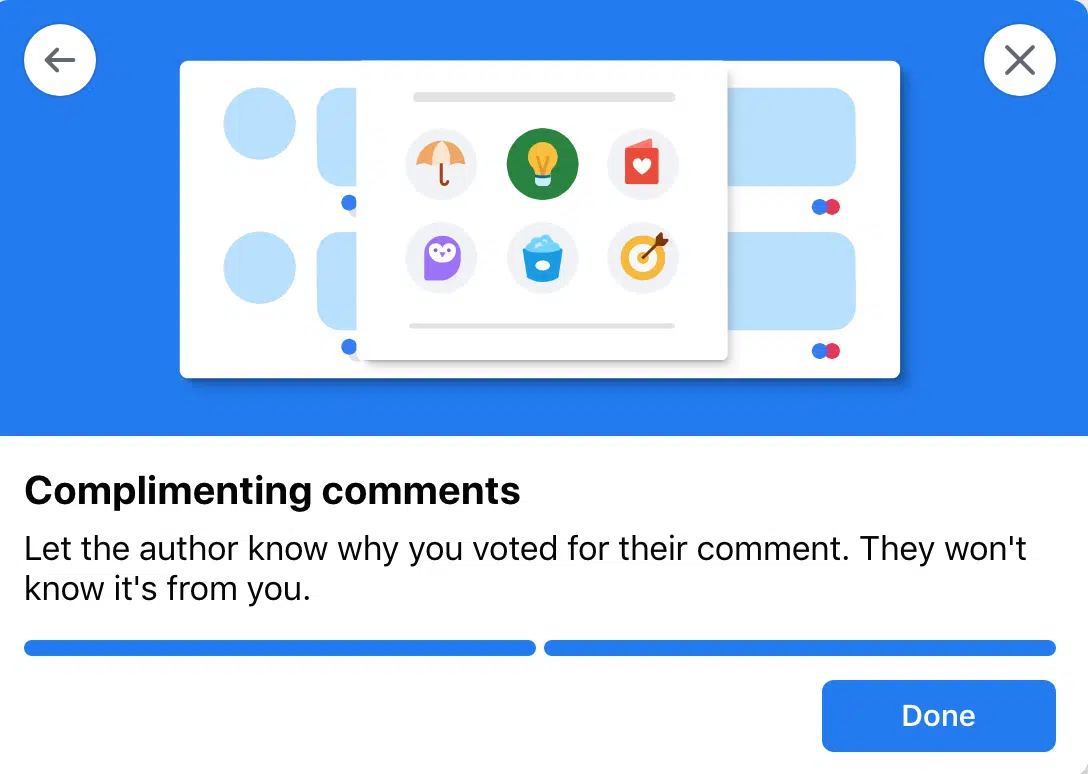 Complimenting comments
Let the author know why you voted for their comment. They won't
know it's from you.
Done